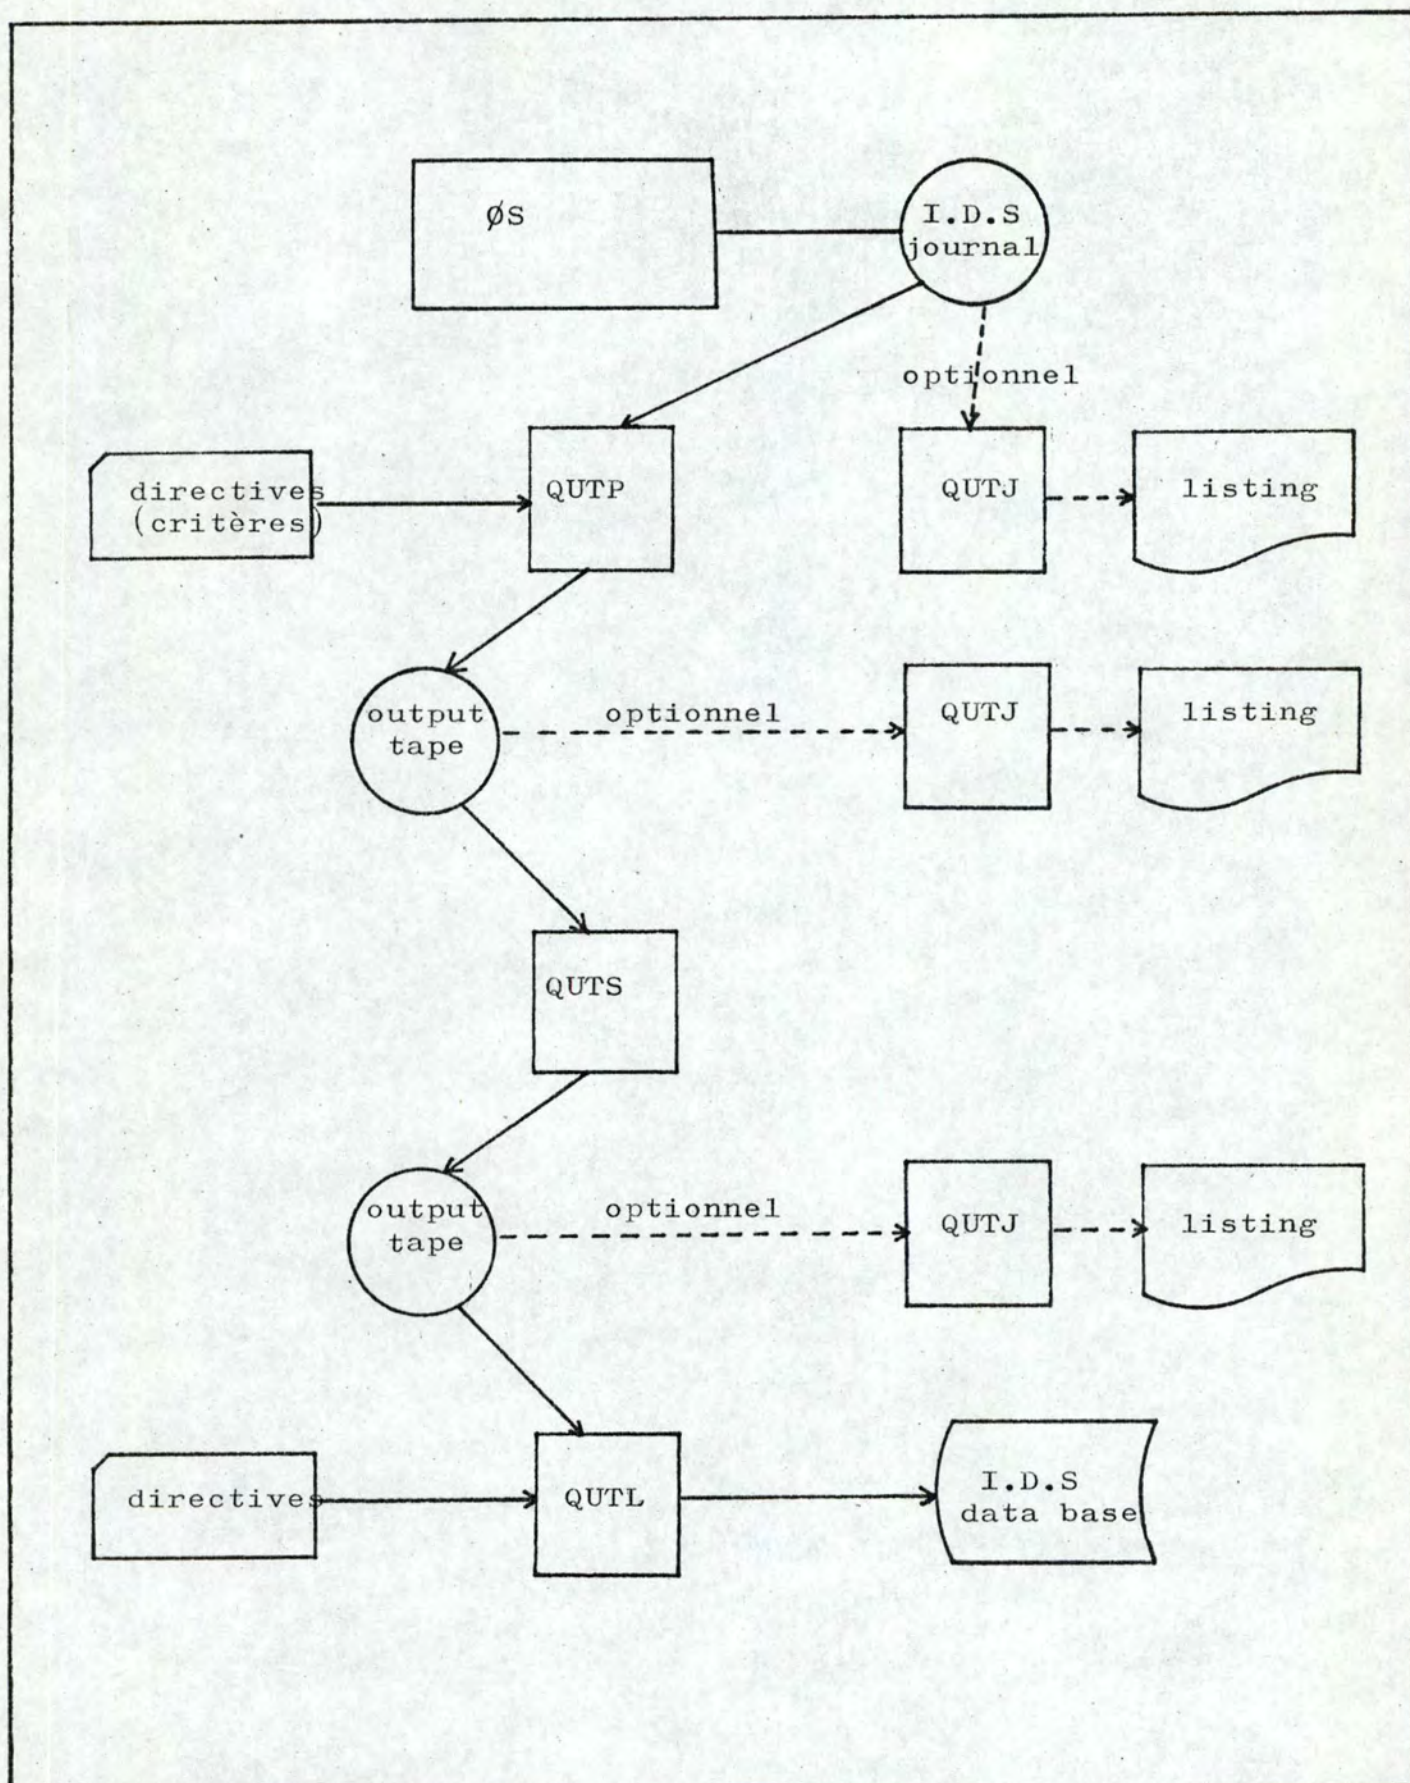 ØS
I.D.S
journal
optionnel
directives
(critères)
QUTP
QUTJ
listing
output
tape
optionnel
QUTJ
listing
QUTS
output
tape
optionnel
QUTJ
listing
directives
QUTL
I.D.S
data base